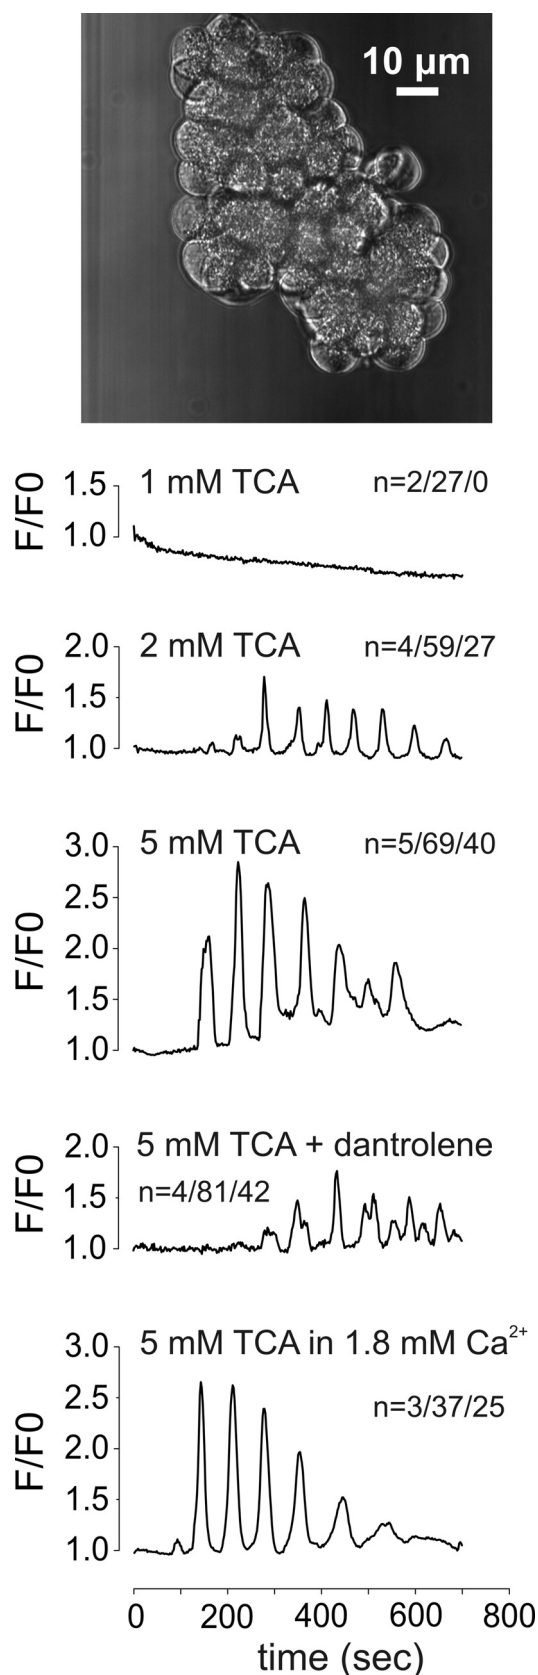 10 µm
F/F0
1.5
1.0
1 mM TCA
n=2/27/0
F/F0
2.0
1.5
1.0
2 mM TCA
n=4/59/27
F/F0
3.0
2.5
2.0
1.5
1.0
5 mM TCA
n=5/69/40
F/F0
2.0
1.5
1.0
5 mM TCA + dantrolene
n=4/81/42
F/F0
3.0
2.5
2.0
1.5
1.0
5 mM TCA in 1.8 mM Ca²⁺
n=3/37/25
0 200 400 600 800
time (sec)